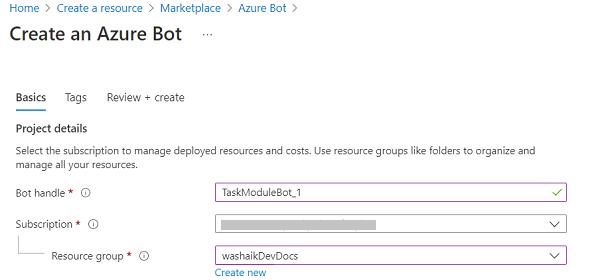 Home > Create a resource > Marketplace > Azure Bot >
Create an Azure Bot ...
Basics Tags Review + create
Project details
Select the subscription to manage deployed resources and costs. Use resource groups like folders to organize and
manage all your resources.
Bot handle * TaskModuleBot_1
Subscription *
Resource group * washaikDevDocs
Create new